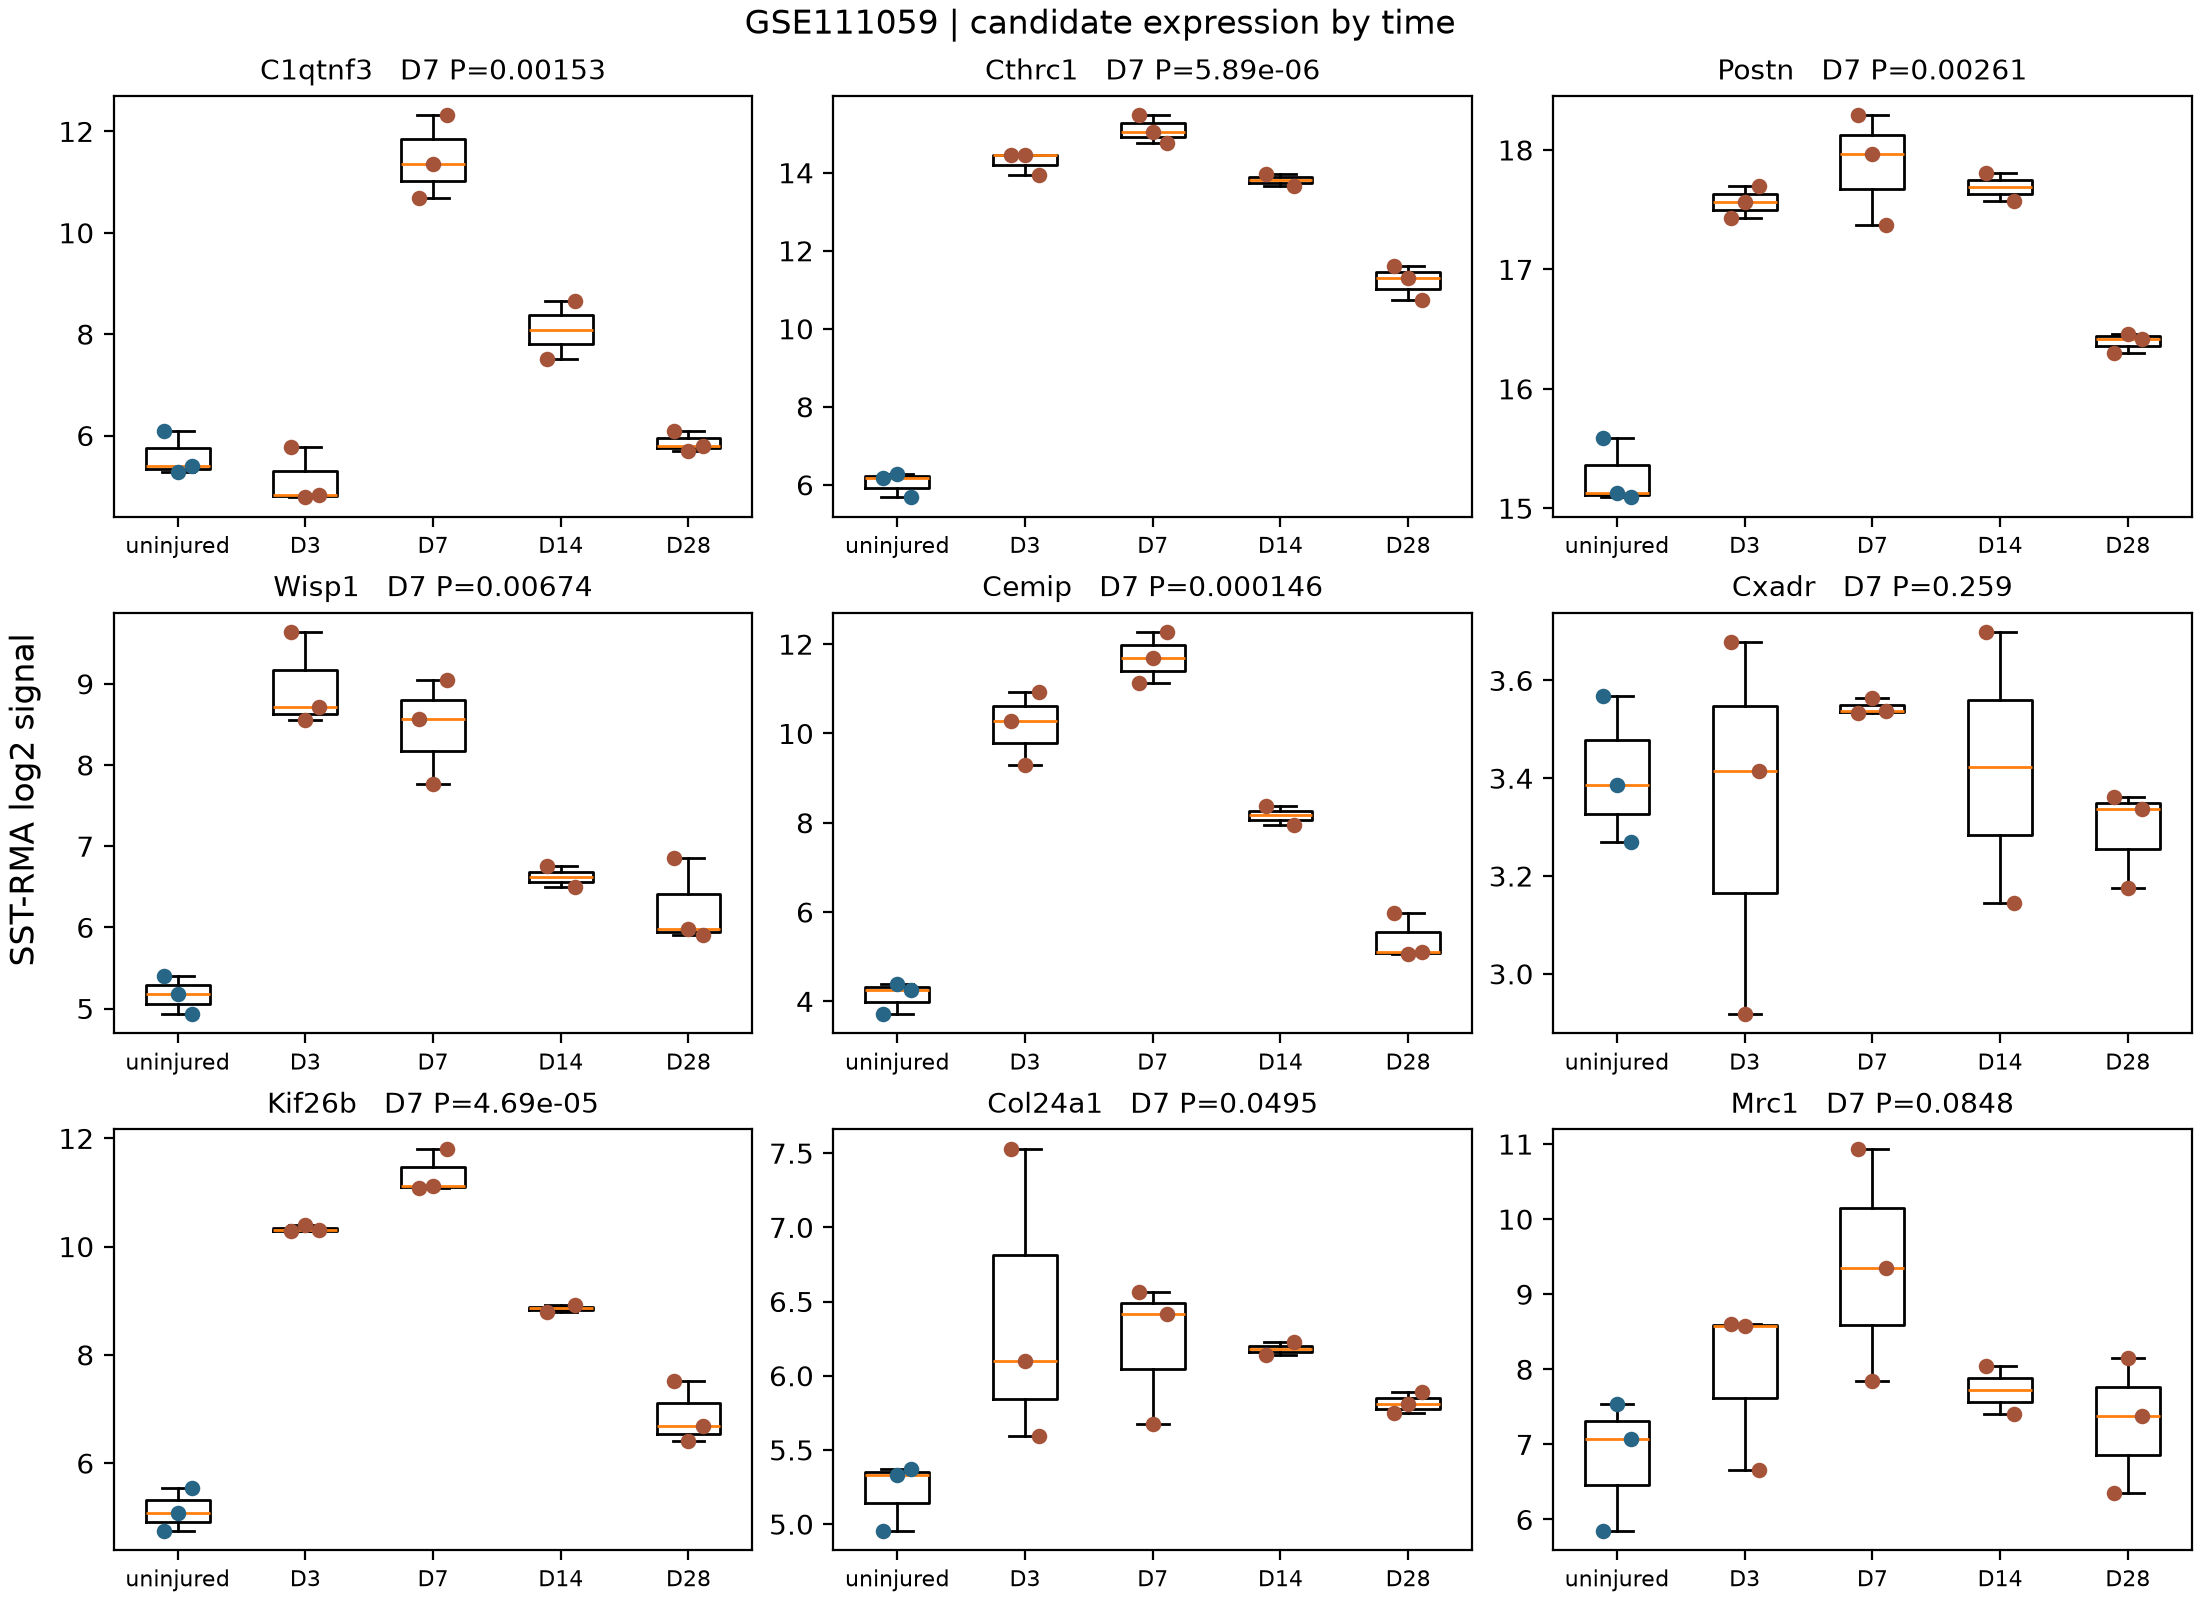 GSE111059 | candidate expression by time
C1qtnf3   D7 P=0.00153
12
10
8
6
uninjured D3 D7 D14 D28
Cthrc1   D7 P=5.89e-06
14
12
10
8
6
uninjured D3 D7 D14 D28
Postn   D7 P=0.00261
18
17
16
15
uninjured D3 D7 D14 D28
SST-RMA log2 signal
Wisp1   D7 P=0.00674
9
8
7
6
5
uninjured D3 D7 D14 D28
Cemip   D7 P=0.000146
12
10
8
6
4
uninjured D3 D7 D14 D28
Cxadr   D7 P=0.259
3.6
3.4
3.2
3.0
uninjured D3 D7 D14 D28
Kif26b   D7 P=4.69e-05
12
10
8
6
uninjured D3 D7 D14 D28
Col24a1   D7 P=0.0495
7.5
7.0
6.5
6.0
5.5
5.0
uninjured D3 D7 D14 D28
Mrc1   D7 P=0.0848
11
10
9
8
7
6
uninjured D3 D7 D14 D28